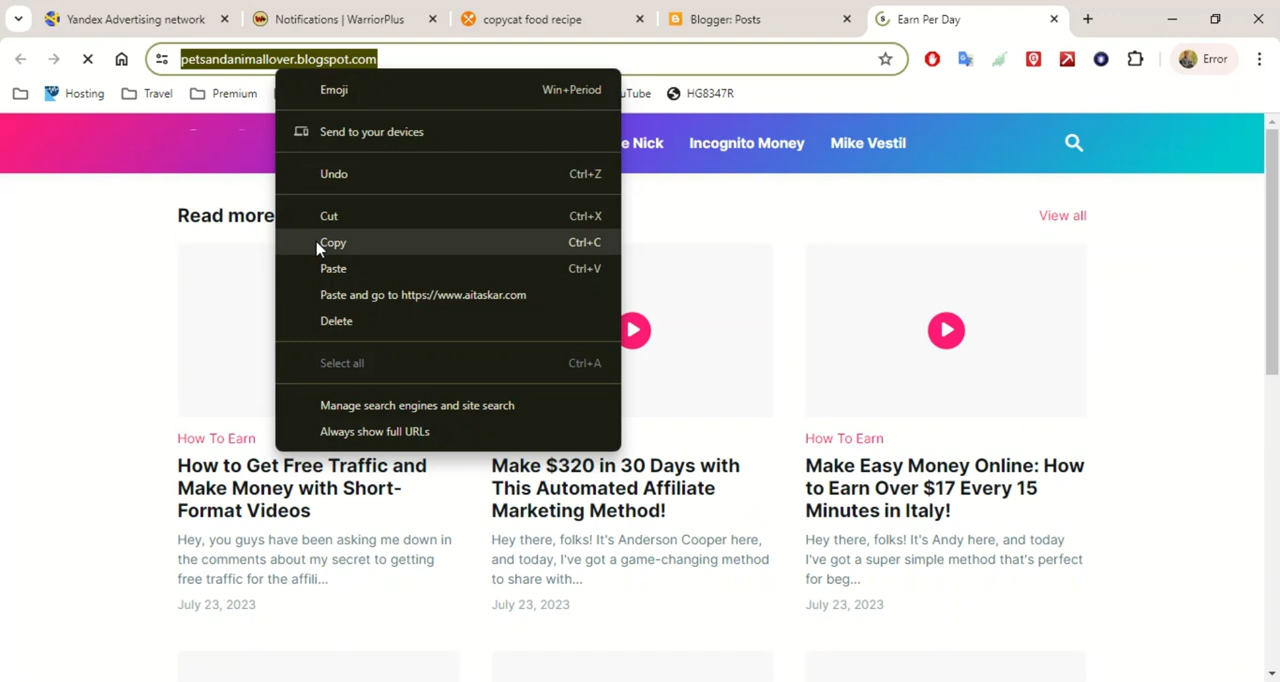 Yandex Advertising network
Notifications | WarriorPlus
copycat food recipe
Blogger: Posts
Earn Per Day
petsandanimallover.blogspot.com
Error
Hosting
Travel
Premium
uTube
HG8347R
Emoji Win+Period
Send to your devices
Undo Ctrl+Z
Cut Ctrl+X
Copy Ctrl+C
Paste Ctrl+V
Paste and go to https://www.aitaskar.com
Delete
Select all Ctrl+A
Manage search engines and site search
Always show full URLs
e Nick
Incognito Money
Mike Vestil
Read more
View all
How To Earn
How to Get Free Traffic and
Make Money with Short-
Format Videos
Hey, you guys have been asking me down in
the comments about my secret to getting
free traffic for the affili...
July 23, 2023
Make $320 in 30 Days with
This Automated Affiliate
Marketing Method!
Hey there, folks! It's Anderson Cooper here,
and today, I've got a game-changing method
to share with...
July 23, 2023
How To Earn
Make Easy Money Online: How
to Earn Over $17 Every 15
Minutes in Italy!
Hey there, folks! It's Andy here, and today
I've got a super simple method that's perfect
for beg...
July 23, 2023